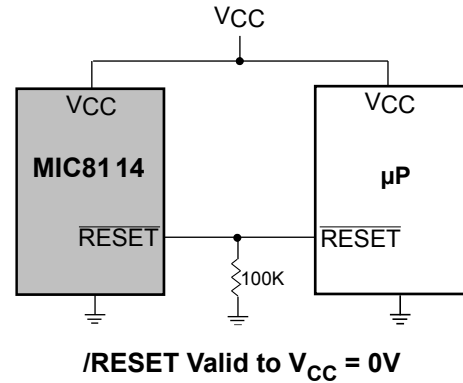 VCC
VCC
MIC8114
RESET
100K
VCC
µP
RESET
/RESET Valid to VCC = 0V